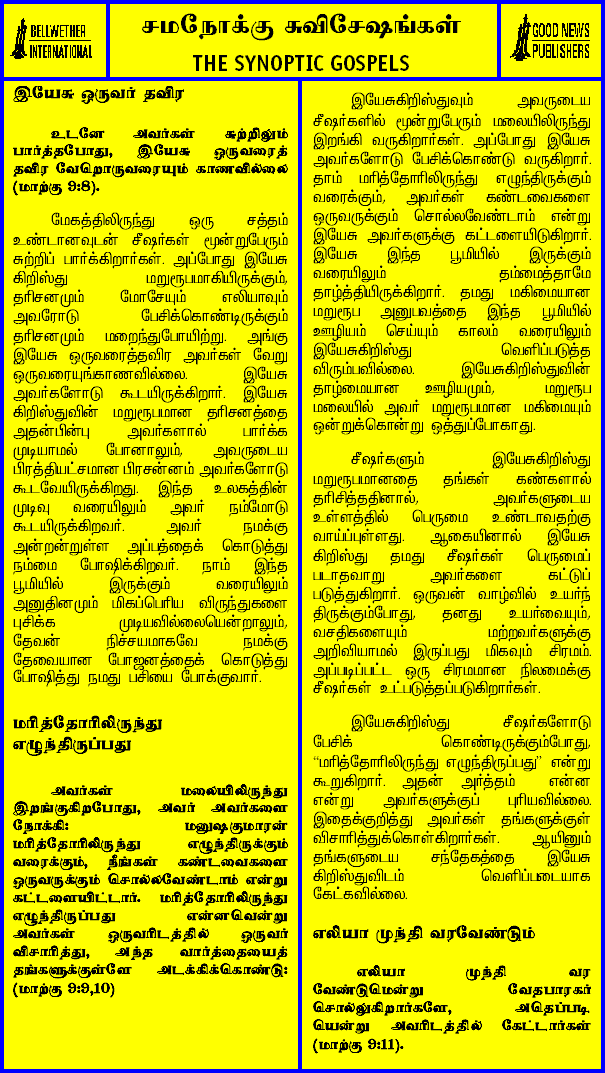 BELLWETHER
INTERNATIONAL
சமநோக்கு சுவிசேஷங்கள்
THE SYNOPTIC GOSPELS
GOOD NEWS
PUBLISHERS
இயேசு ஒருவர் தவிர
உடனே அவர்கள் சுற்றிலும்
பார்த்தபோது, இயேசு ஒருவரைத்
தவிர வேறொருவரையும் காணவில்லை
(மாற்கு 9:8).
மேகத்திலிருந்து ஒரு சத்தம்
உண்டானவுடன் சீஷர்கள் மூன்றுபேரும்
சுற்றிப் பார்க்கிறார்கள். அப்போது இயேசு
கிறிஸ்து மறுரூபமாகியிருக்கும்,
தரிசனமும் மோசேயும் எலியாவும்
அவரோடு பேசிக்கொண்டிருக்கும்
தரிசனமும் மறைந்துபோயிற்று. அங்கு
இயேசு ஒருவரைத்தவிர அவர்கள் வேறு
ஒருவரையுங்காணவில்லை. இயேசு
அவர்களோடு கூடயிருக்கிறார். இயேசு
கிறிஸ்துவின் மறுரூபமான தரிசனத்தை
அதன்பின்பு அவர்களால் பார்க்க
முடியாமல் போனாலும், அவருடைய
பிரத்தியட்சமான பிரசன்னம் அவர்களோடு
கூடவேயிருக்கிறது. இந்த உலகத்தின்
முடிவு வரையிலும் அவர் நம்மோடு
கூடயிருக்கிறவர். அவர் நமக்கு
அன்றன்றுள்ள அப்பத்தைக் கொடுத்து
நம்மை போஷிக்கிறவர். நாம் இந்த
பூமியில் இருக்கும் வரையிலும்
அனுதினமும் மிகப்பெரிய விருந்துகளை
புசிக்க முடியவில்லையென்றாலும்,
தேவன் நிச்சயமாகவே நமக்கு
தேவையான போஜனத்தைக் கொடுத்து
போஷித்து நமது பசியை போக்குவார்.
மரித்தோரிலிருந்து
எழுந்திருப்பது
அவர்கள் மலையிலிருந்து
இறங்குகிறபோது, அவர் அவர்களை
நோக்கி: மனுஷகுமாரன்
மரித்தோரிலிருந்து எழுந்திருக்கும்
வரைக்கும், நீங்கள் கண்டவைகளை
ஒருவருக்கும் சொல்லவேண்டாம் என்று
கட்டளையிட்டார். மரித்தோரிலிருந்து
எழுந்திருப்பது என்னவென்று
அவர்கள் ஒருவரிடத்தில் ஒருவர்
விசாரித்து, அந்த வார்த்தையைத்
தங்களுக்குள்ளே அடக்கிக்கொண்டு:
(மாற்கு 9:9,10)
இயேசுகிறிஸ்துவும் அவருடைய
சீஷர்களில் மூன்றுபேரும் மலையிலிருந்து
இறங்கி வருகிறார்கள். அப்போது இயேசு
அவர்களோடு பேசிக்கொண்டு வருகிறார்.
தாம் மரித்தோரிலிருந்து எழுந்திருக்கும்
வரைக்கும், அவர்கள் கண்டவைகளை
ஒருவருக்கும் சொல்லவேண்டாம் என்று
இயேசு அவர்களுக்கு கட்டளையிடுகிறார்.
இயேசு இந்த பூமியில் இருக்கும்
வரையிலும் தம்மைத்தாமே
தாழ்த்தியிருக்கிறார். தமது மகிமையான
மறுரூப அனுபவத்தை இந்த பூமியில்
ஊழியம் செய்யும் காலம் வரையிலும்
இயேசுகிறிஸ்து வெளிப்படுத்த
விரும்பவில்லை. இயேசுகிறிஸ்துவின்
தாழ்மையான ஊழியமும், மறுரூப
மலையில் அவர் மறுரூபமான மகிமையும்
ஒன்றுக்கொன்று ஒத்துப்போகாது.
சீஷர்களும் இயேசுகிறிஸ்து
மறுரூபமானதை தங்கள் கண்களால்
தரிசித்ததினால், அவர்களுடைய
உள்ளத்தில் பெருமை உண்டாவதற்கு
வாய்ப்புள்ளது. ஆகையினால் இயேசு
கிறிஸ்து தமது சீஷர்கள் பெருமைப்
படாதவாறு அவர்களை கட்டுப்
படுத்துகிறார். ஒருவன் வாழ்வில் உயர்ந்
திருக்கும்போது, தனது உயர்வையும்,
வசதிகளையும் மற்றவர்களுக்கு
அறிவியாமல் இருப்பது மிகவும் சிரமம்.
அப்படிப்பட்ட ஒரு சிரமமான நிலமைக்கு
சீஷர்கள் உட்படுத்தப்படுகிறார்கள்.
இயேசுகிறிஸ்து சீஷர்களோடு
பேசிக் கொண்டிருக்கும்போது,
“மரித்தோரிலிருந்து எழுந்திருப்பது” என்று
கூறுகிறார். அதன் அர்த்தம் என்ன
என்று அவர்களுக்குப் புரியவில்லை.
இதைக்குறித்து அவர்கள் தங்களுக்குள்
விசாரித்துக்கொள்கிறார்கள். ஆயினும்
தங்களுடைய சந்தேகத்தை இயேசு
கிறிஸ்துவிடம் வெளிப்படையாக
கேட்கவில்லை.
எலியா முந்தி வரவேண்டும்
எலியா முந்தி வர
வேண்டுமென்று வேதபாரகர்
சொல்லுகிறார்களே, அதெப்படி
யென்று அவரிடத்தில் கேட்டார்கள்
(மாற்கு 9:11).